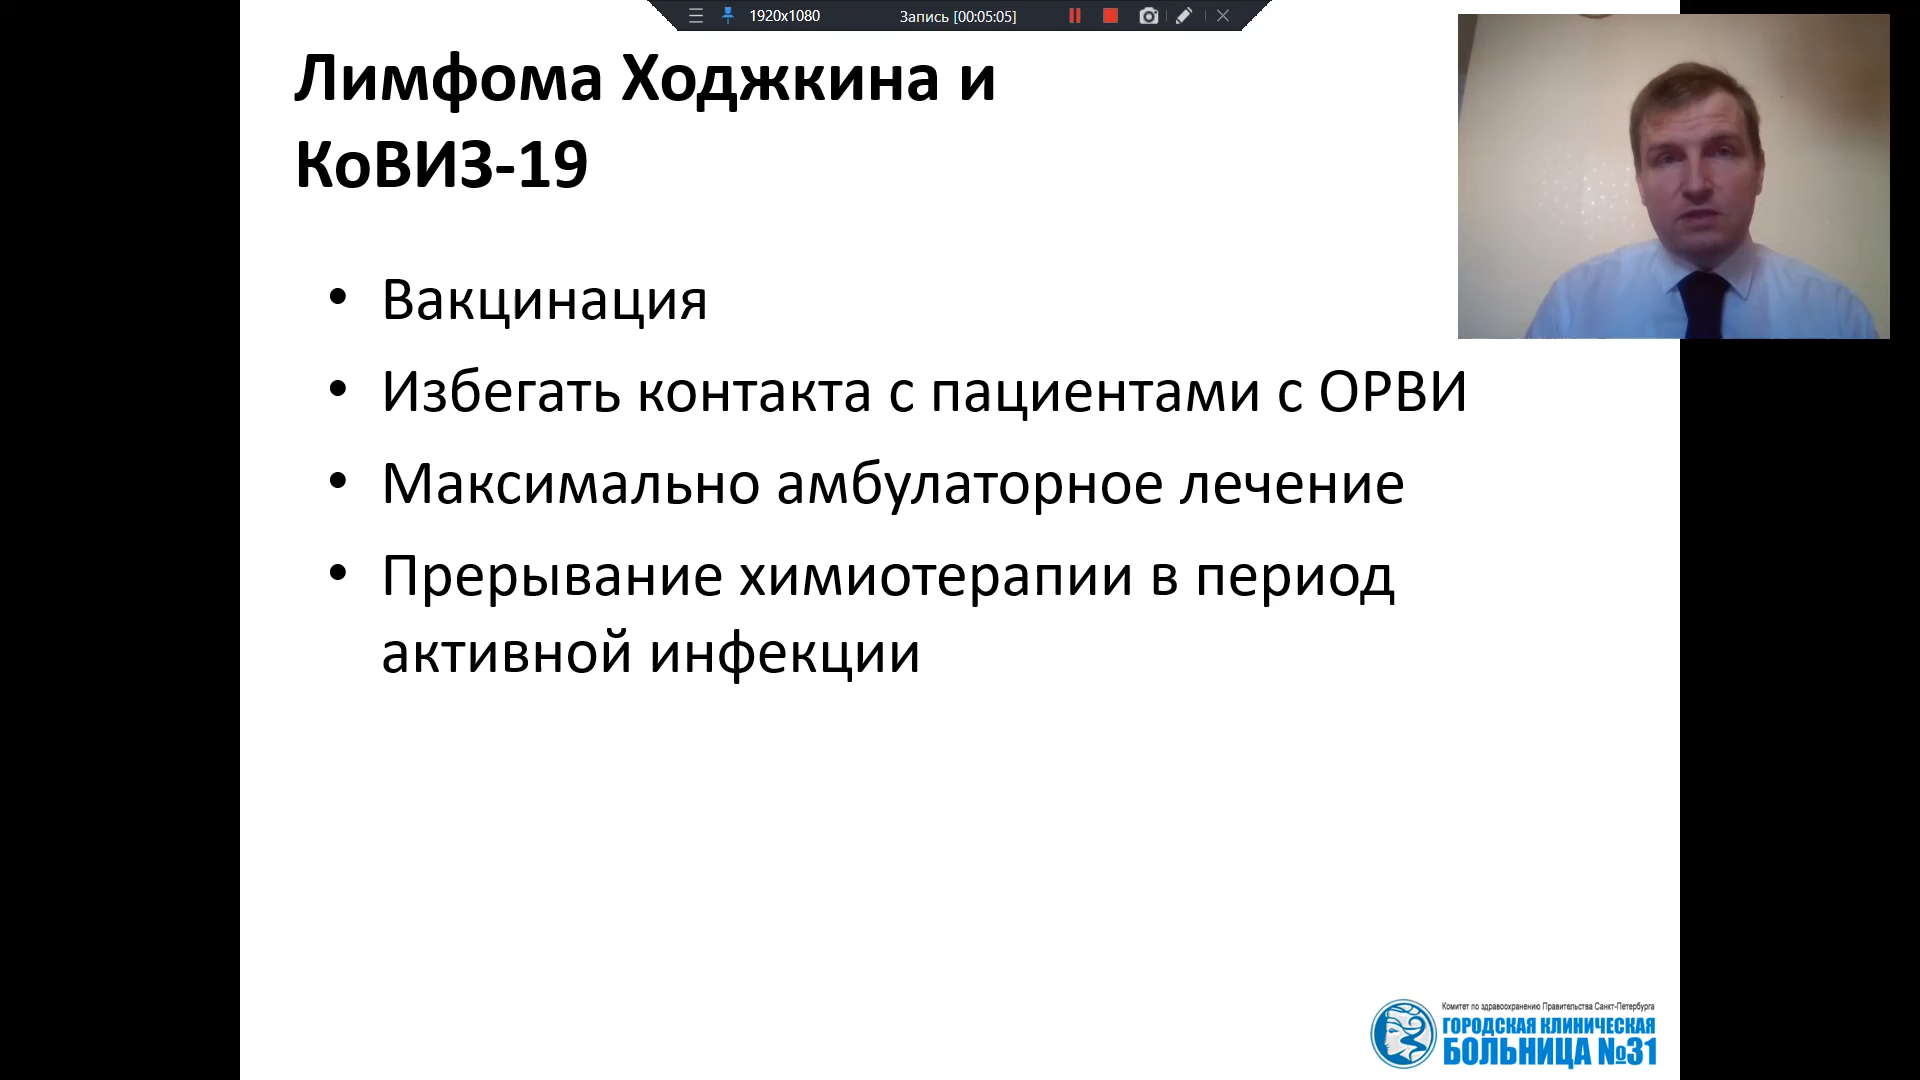 1920x1080
Запись [00:05:05]
Лимфома Ходжкина и
КоВИЗ-19
• Вакцинация
• Избегать контакта с пациентами с ОРВИ
• Максимально амбулаторное лечение
• Прерывание химиотерапии в период
активной инфекции
Комитет по здравоохранению Правительства Санкт-Петербурга
ГОРОДСКАЯ КЛИНИЧЕСКАЯ
БОЛЬНИЦА №31